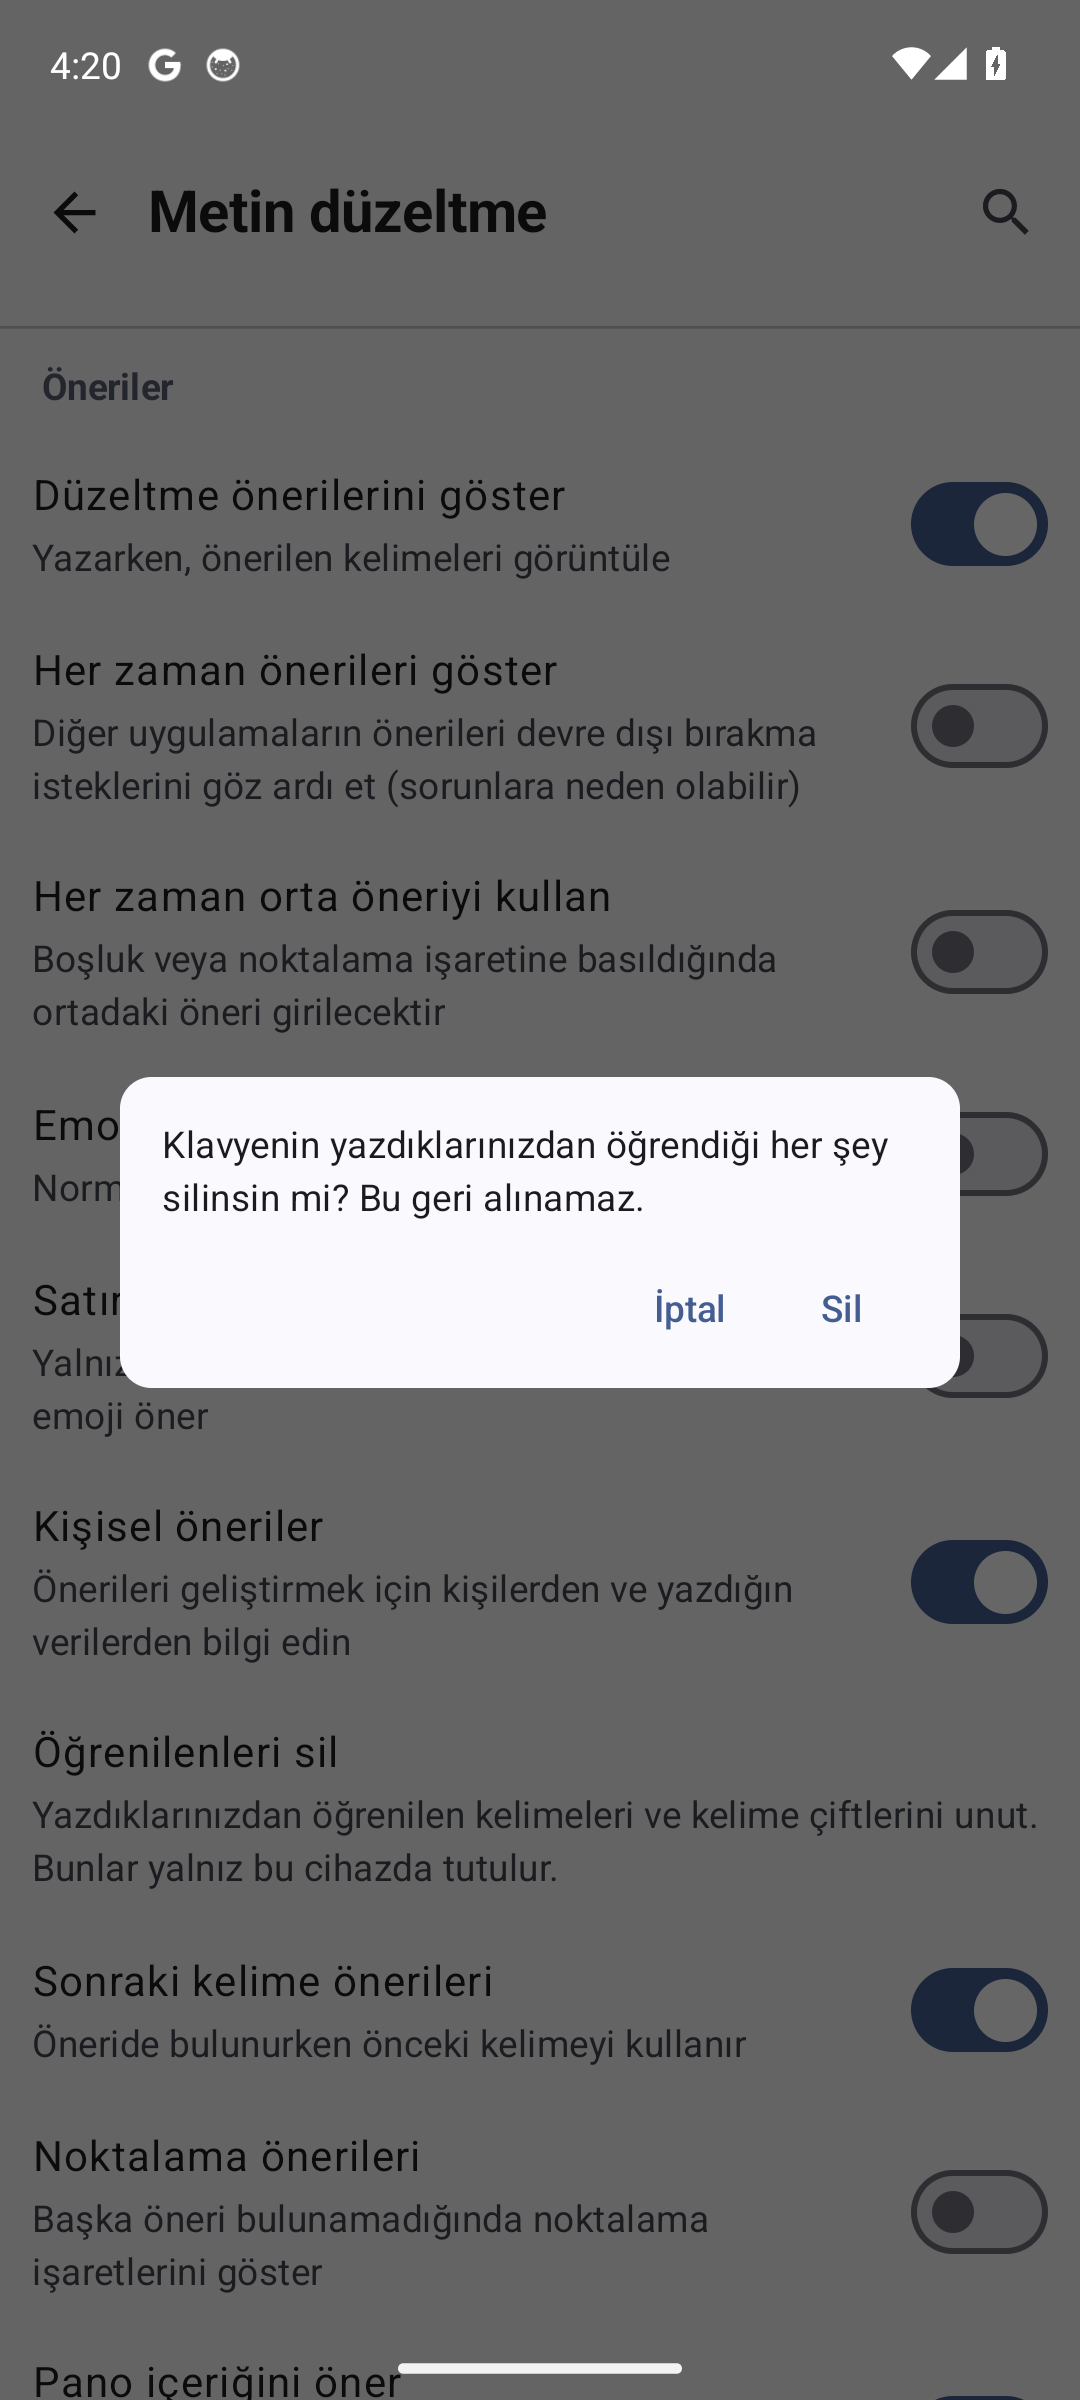 4:20
Metin düzeltme
Öneriler
Düzeltme önerilerini göster
Yazarken, önerilen kelimeleri görüntüle
Her zaman önerileri göster
Diğer uygulamaların önerileri devre dışı bırakma
isteklerini göz ardı et (sorunlara neden olabilir)
Her zaman orta öneriyi kullan
Boşluk veya noktalama işaretine basıldığında
ortadaki öneri girilecektir
Klavyenin yazdıklarınızdan öğrendiği her şey
silinsin mi? Bu geri alınamaz.
İptal Sil
emoji öner
Kişisel öneriler
Önerileri geliştirmek için kişilerden ve yazdığın
verilerden bilgi edin
Öğrenilenleri sil
Yazdıklarınızdan öğrenilen kelimeleri ve kelime çiftlerini unut.
Bunlar yalnız bu cihazda tutulur.
Sonraki kelime önerileri
Öneride bulunurken önceki kelimeyi kullanır
Noktalama önerileri
Başka öneri bulunamadığında noktalama
işaretlerini göster
Pano içeriğini öner